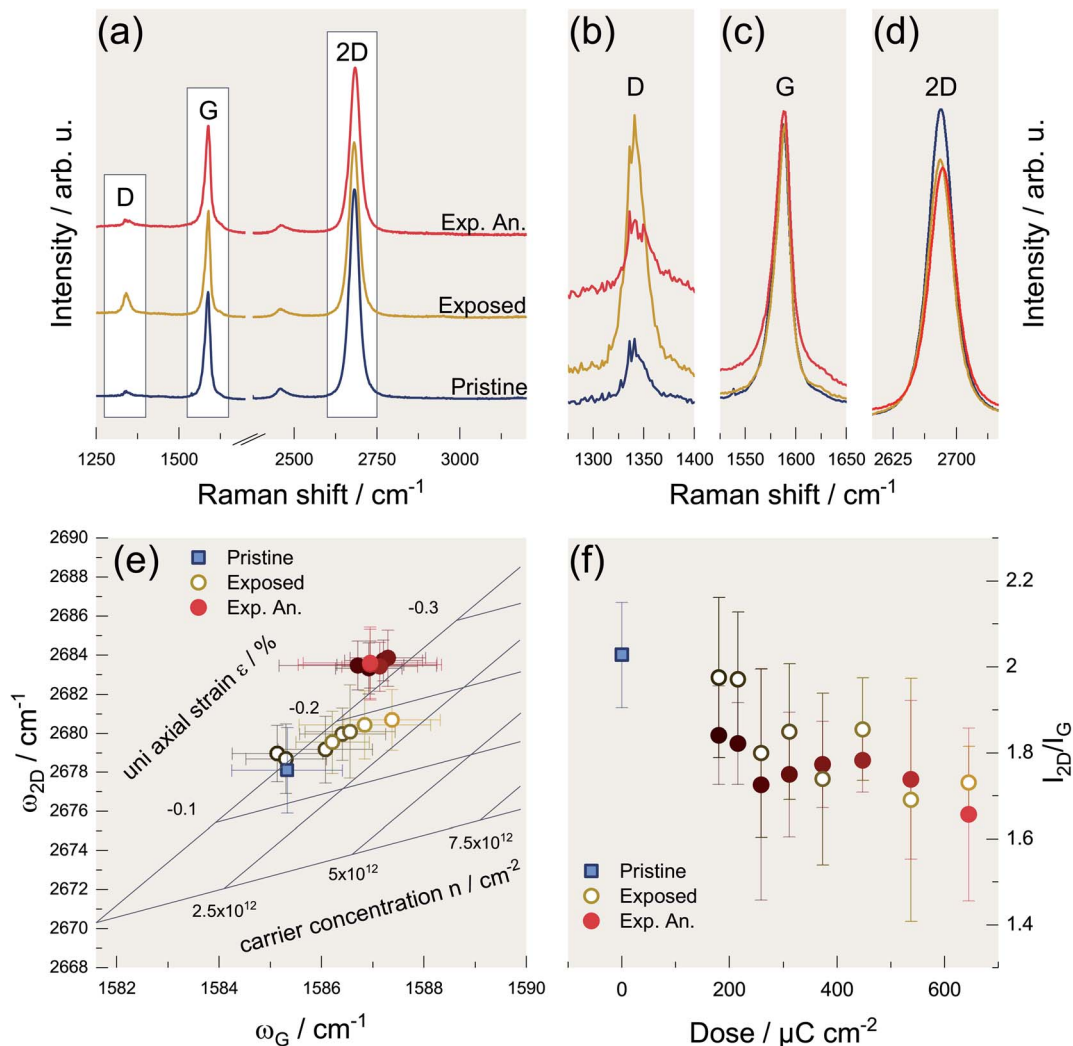 (a)
(b)
(c)
(d)
D
G
2D
D
G
2D
Exp. An.
Exposed
Pristine
Intensity / arb. u.
Intensity / arb. u.
1250 1500 2500 2750 3000
1300 1400 1550 1600 1650 2625 2700
Raman shift / cm⁻¹
Raman shift / cm⁻¹
(e)
Pristine
Exposed
Exp. An.
2690
2688
2686
2684
2682
2680
2678
2676
2674
2672
2670
2668
ω2D / cm⁻¹
uni axial strain ε / %
-0.3
-0.2
-0.1
2.5x10¹²
5x10¹²
7.5x10¹²
carrier concentration n / cm⁻²
1582 1584 1586 1588 1590
ωG / cm⁻¹
(f)
2.2
2
1.8
1.6
1.4
I2D/IG
Pristine
Exposed
Exp. An.
0 200 400 600
Dose / μC cm⁻²